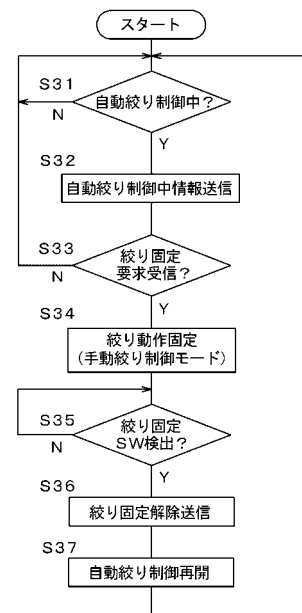 スタート
S31
自動絞り制御中?
N
Y
S32
自動絞り制御中情報送信
S33
絞り固定
要求受信?
N
Y
S34
絞り動作固定
(手動絞り制御モード)
S35
絞り固定
SW検出?
N
Y
S36
絞り固定解除送信
S37
自動絞り制御再開